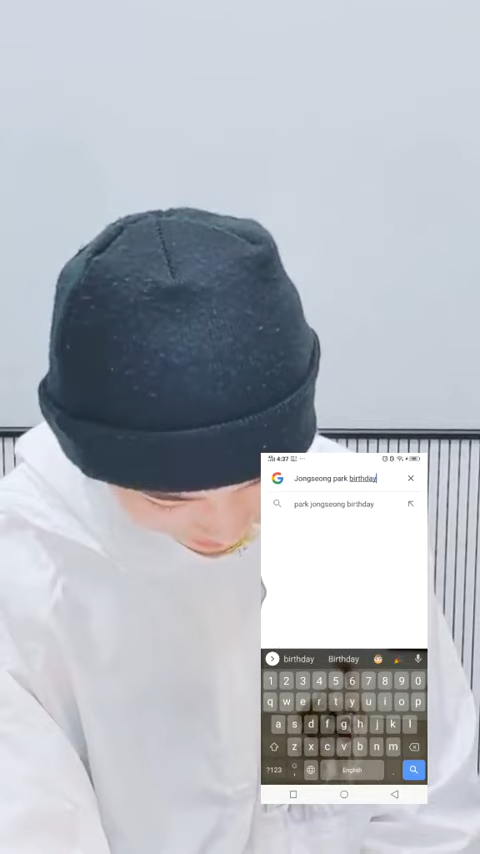 4:37
Jongseong park birthday
park jongseong birthday
birthday Birthday
1 2 3 4 5 6 7 8 9 0
q w e r t y u i o p
a s d f g h j k l
z x c v b n m
?123 , English .